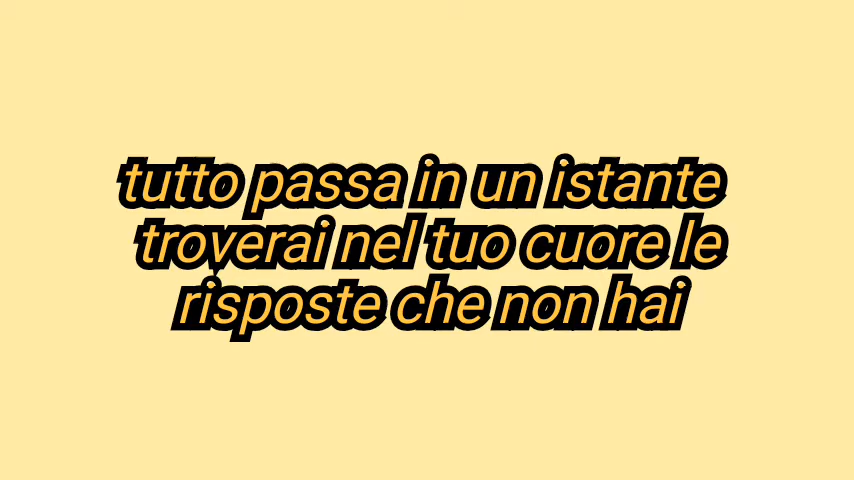 tutto passa in un istante
troverai nel tuo cuore le
risposte che non hai